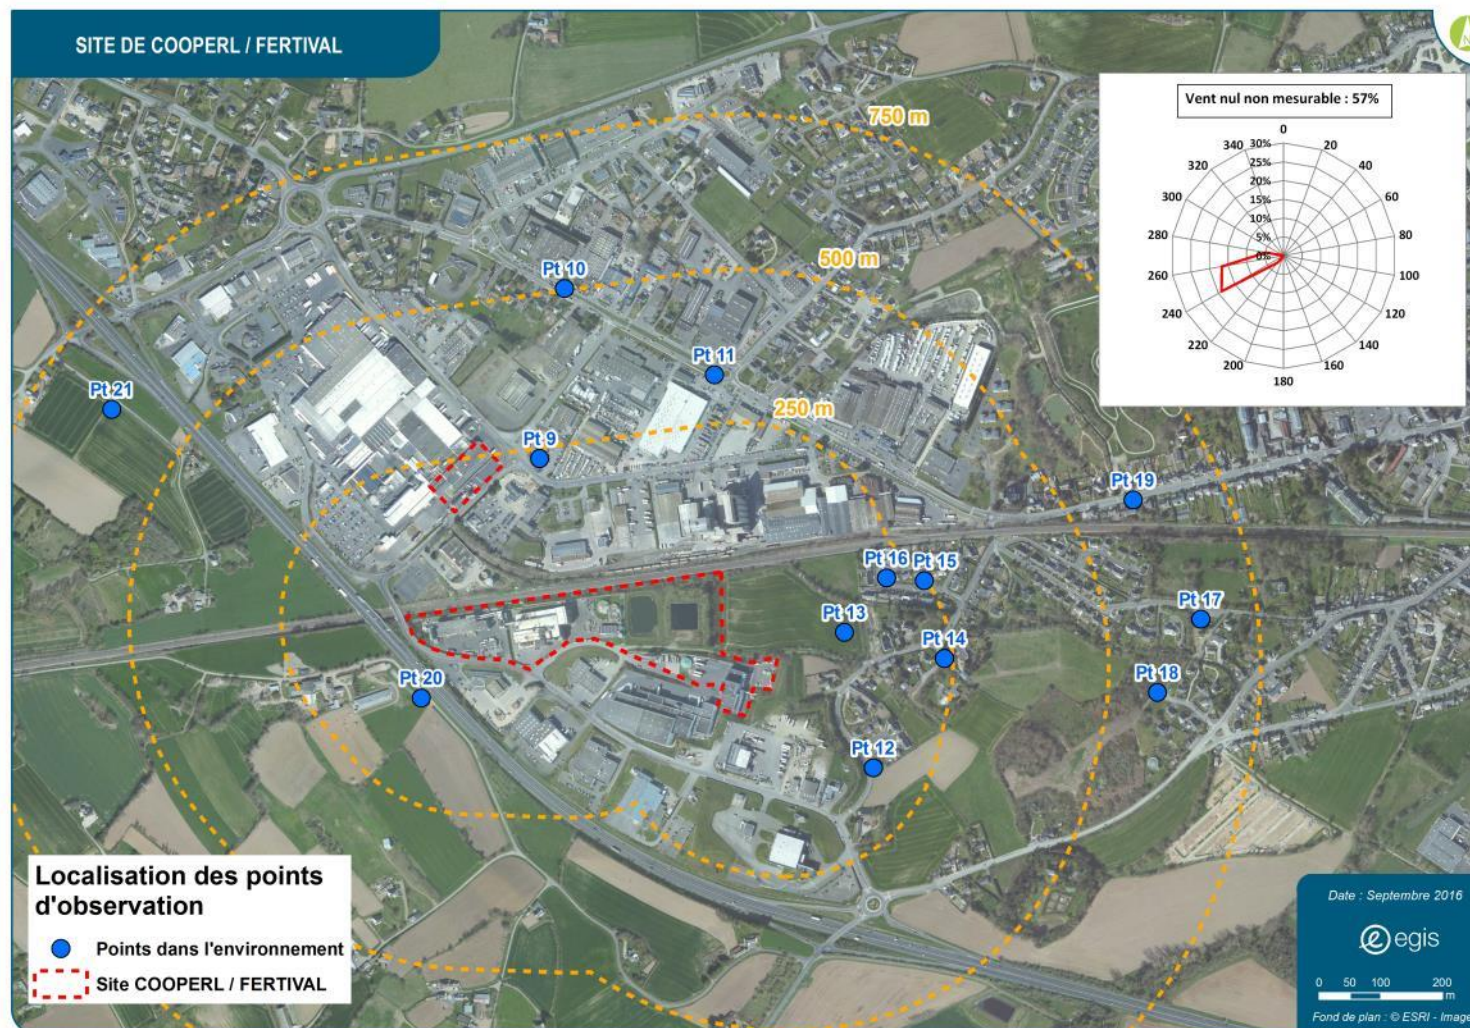 SITE DE COOPERL / FERTIVAL
N
Vent nul non mesurable : 57%
0
340
20
30%
320
25%
40
20%
300
15%
60
10%
280
5%
80
0%
260
100
240
120
220
140
200
160
180
750 m
500 m
250 m
Pt 10
Pt 11
Pt 21
Pt 9
Pt 19
Pt 16
Pt 15
Pt 13
Pt 17
Pt 14
Pt 20
Pt 18
Pt 12
Localisation des points
d'observation
Points dans l'environnement
Site COOPERL / FERTIVAL
Date : Septembre 2016
egis
0 50 100 200
m
Fond de plan : © ESRI - Image